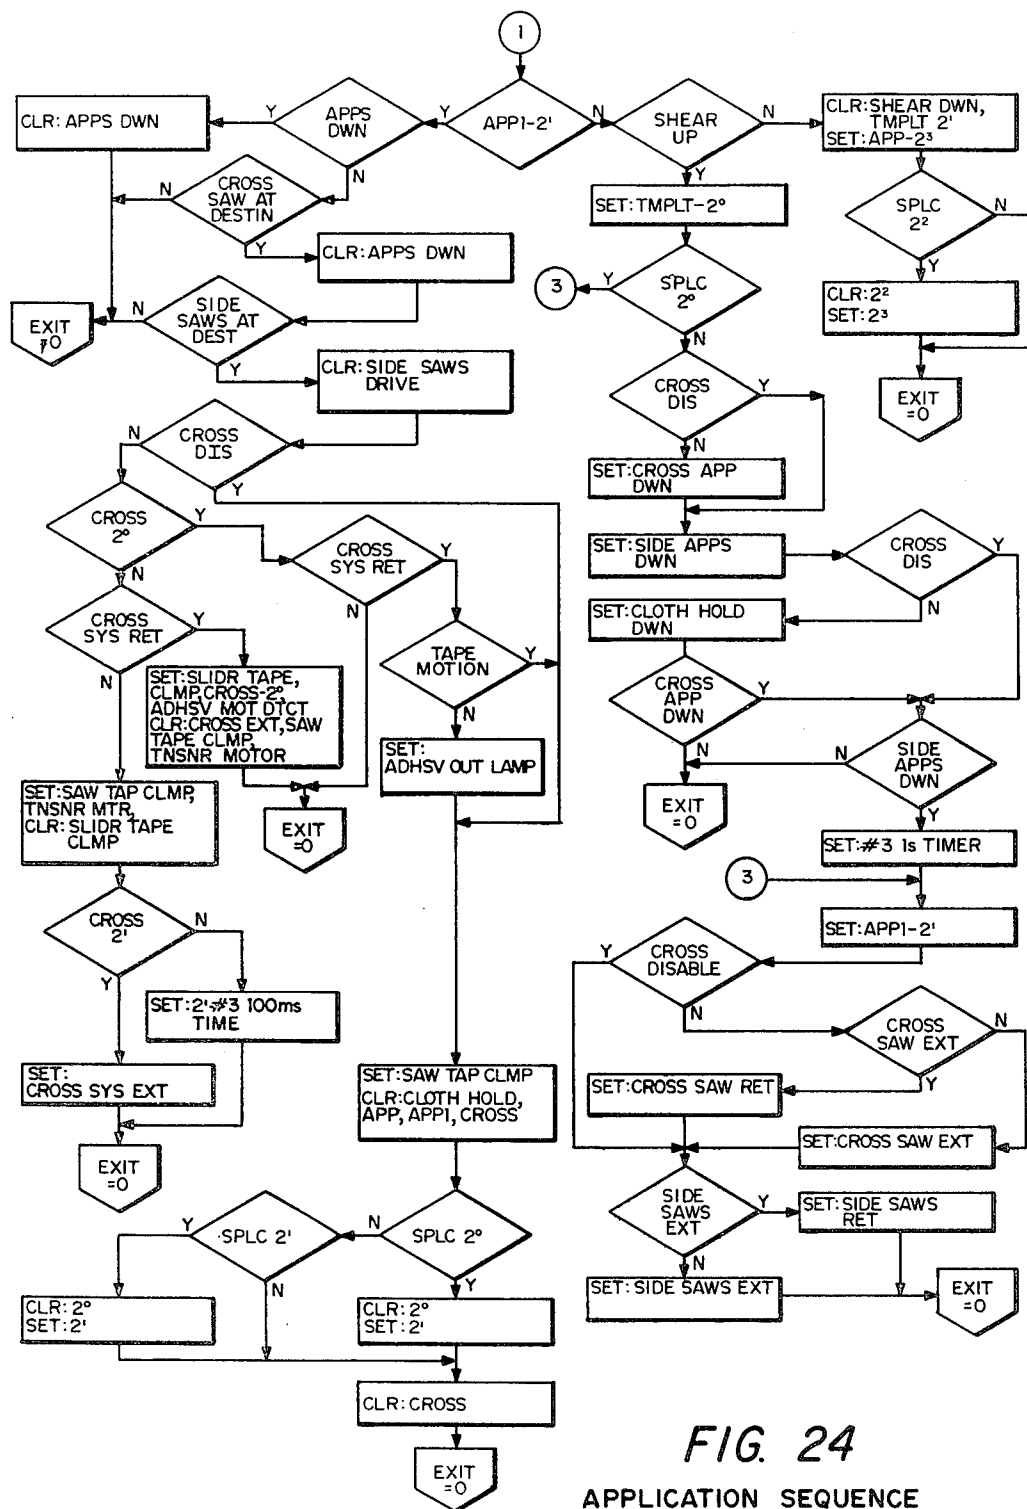 1
CLR: APPS DWN
Y
APPS
DWN
Y
APP1-2'
N
SHEAR
UP
N
CLR: SHEAR DWN,
TMPLT 2'
SET: APP-2³
N
CROSS
SAW AT
DESTIN
N
Y
SET: TMPLT-2°
SPLC
2²
N
Y
CLR: APPS DWN
Y
3
Y
SPLC
2°
N
CLR: 2²
SET: 2³
EXIT
≠0
N
SIDE
SAWS AT
DEST
Y
CLR: SIDE SAWS
DRIVE
CROSS
DIS
Y
N
EXIT
=0
N
CROSS
DIS
Y
SET: CROSS APP
DWN
CROSS
2°
Y
N
CROSS
SYS RET
Y
N
SET: SIDE APPS
DWN
CROSS
DIS
Y
N
CROSS
SYS RET
Y
N
SET: CLOTH HOLD
DWN
TAPE
MOTION
Y
N
SET: SLIDR TAPE,
CLMP, CROSS-2°,
ADHSV MOT DTCT
CLR: CROSS EXT, SAW
TAPE CLMP,
TNSNR MOTOR
CROSS
APP
DWN
Y
N
SIDE
APPS
DWN
N
Y
SET:
ADHSV OUT LAMP
SET: SAW TAP CLMP,
TNSNR MTR,
CLR: SLIDR TAPE
CLMP
EXIT
=0
EXIT
=0
SET: #3 1s TIMER
3
CROSS
2'
N
Y
SET: APP1-2'
Y
CROSS
DISABLE
N
SET: 2'-#3 100ms
TIME
CROSS
SAW EXT
N
Y
SET:
CROSS SYS EXT
SET: SAW TAP CLMP
CLR: CLOTH HOLD,
APP, APP1, CROSS
SET: CROSS SAW RET
SET: CROSS SAW EXT
EXIT
=0
Y
SPLC 2'
N
N
SPLC 2°
Y
SIDE
SAWS
EXT
Y
N
SET: SIDE SAWS
RET
CLR: 2°
SET: 2'
CLR: 2°
SET: 2'
SET: SIDE SAWS EXT
EXIT
=0
CLR: CROSS
EXIT
=0
FIG. 24
APPLICATION SEQUENCE